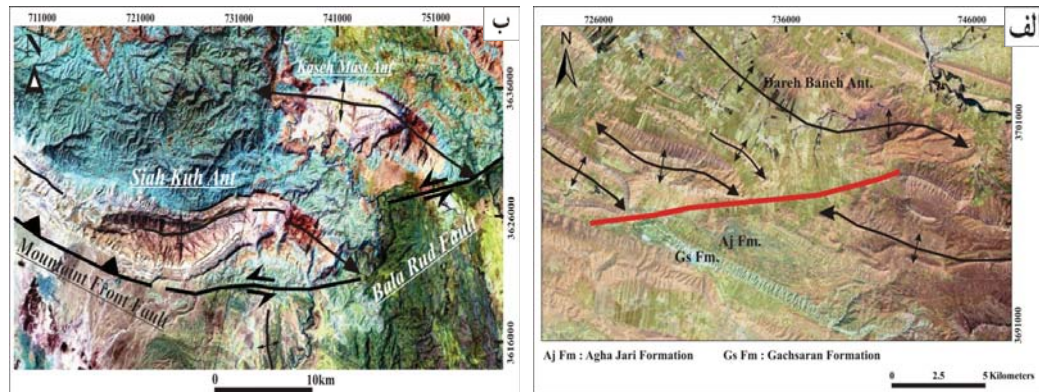 ب
711000 721000 731000 741000 751000
N
Kaseh Mast Ant
3636000
Siah Kuh Ant
3626000
Mountaint Front Fault
Bala Rud Fault
3616000
0 10km
الف
726000 736000 746000
N
Dareh Baneh Ant.
3701000
Aj Fm.
Gs Fm.
3691000
Aj Fm : Agha Jari Formation Gs Fm : Gachsaran Formation
0 2.5 5 Kilometers